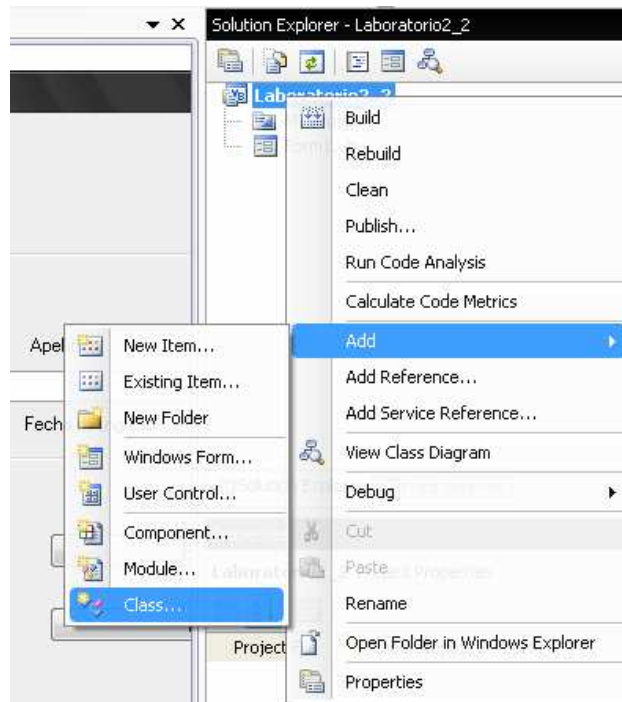 Solution Explorer - Laboratorio2_2
Laboratorio2_2
Build
Rebuild
Clean
Publish...
Run Code Analysis
Calculate Code Metrics
Add
Add Reference...
Add Service Reference...
View Class Diagram
Debug
Cut
Paste
Rename
Open Folder in Windows Explorer
Properties
Apel
Fech
New Item...
Existing Item...
New Folder
Windows Form...
User Control...
Component...
Module...
Class...
Project